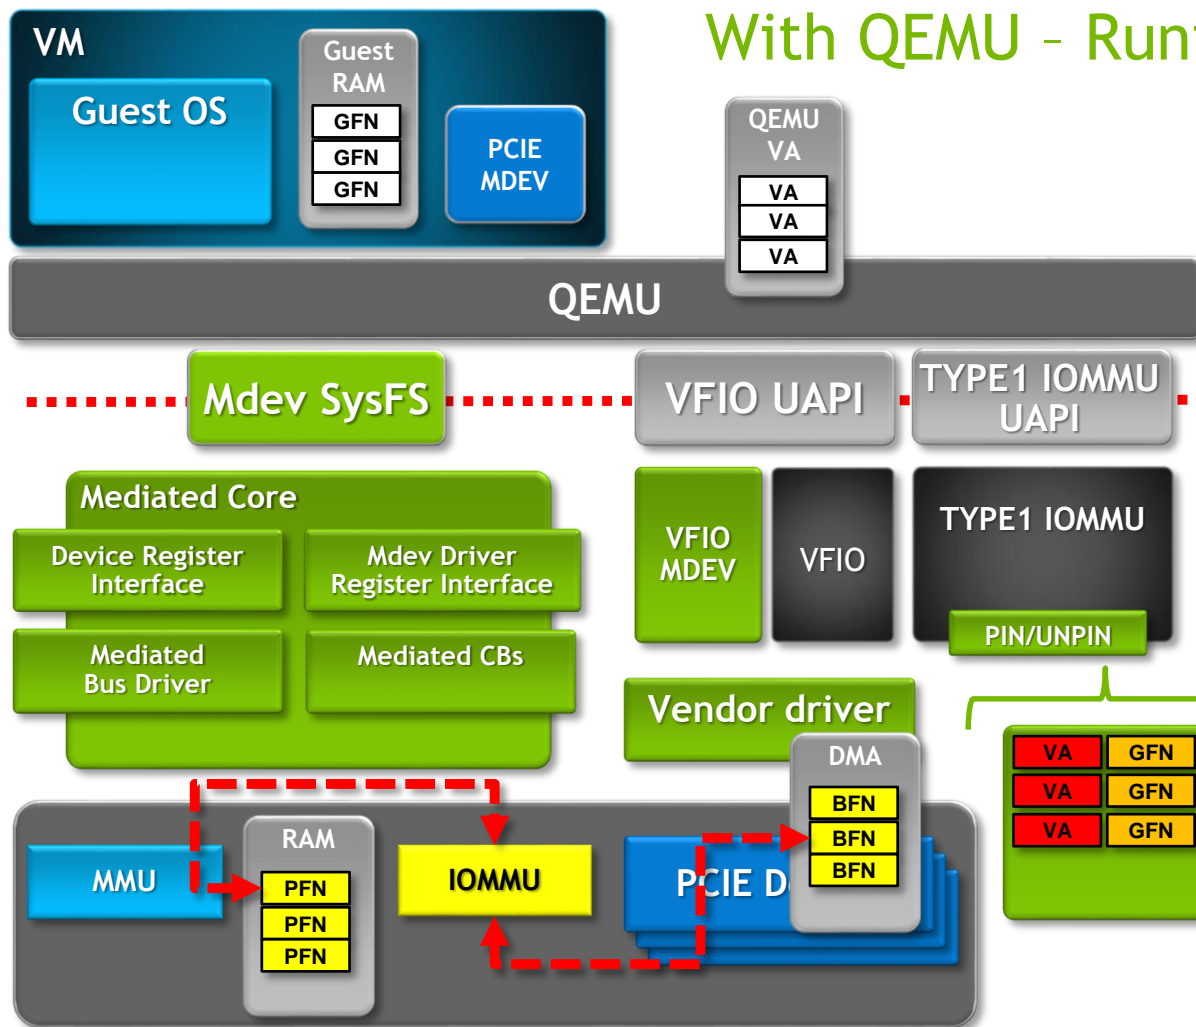 With QEMU – Runt
VM
Guest OS
Guest
RAM
GFN
GFN
GFN
PCIE
MDEV
QEMU
VA
VA
VA
VA
QEMU
Mdev SysFS
VFIO UAPI
TYPE1 IOMMU
UAPI
Mediated Core
Device Register
Interface
Mdev Driver
Register Interface
Mediated
Bus Driver
Mediated CBs
VFIO
MDEV
VFIO
TYPE1 IOMMU
PIN/UNPIN
Vendor driver
DMA
BFN
BFN
BFN
VA GFN
VA GFN
VA GFN
MMU
RAM
PFN
PFN
PFN
IOMMU
PCIE